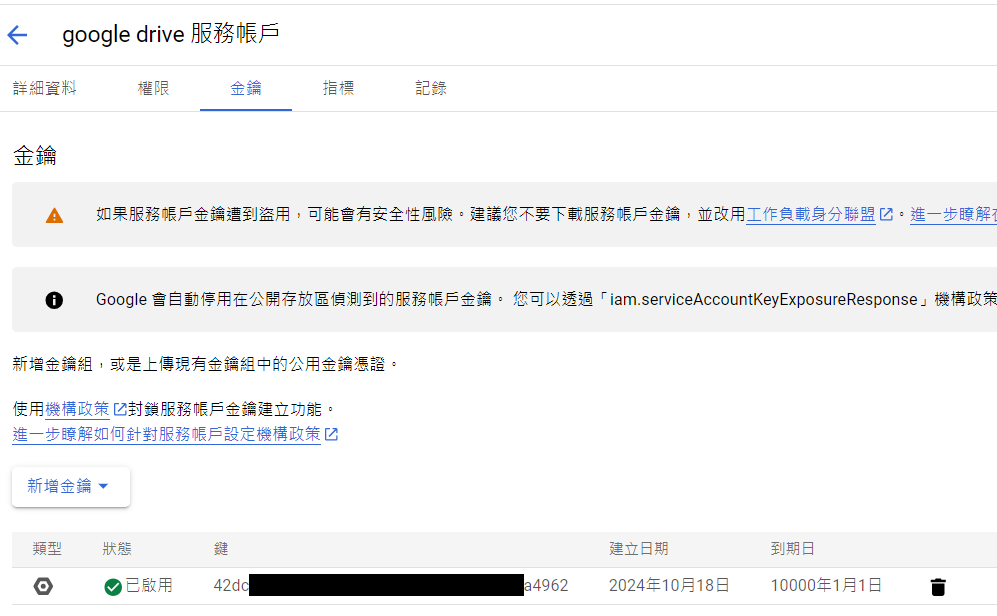 google drive 服務帳戶
詳細資料 權限 金鑰 指標 記錄
金鑰
如果服務帳戶金鑰遭到盜用，可能會有安全性風險。建議您不要下載服務帳戶金鑰，並改用工作負載身分聯盟。進一步瞭解在
Google 會自動停用在公開存放區偵測到的服務帳戶金鑰。 您可以透過「iam.serviceAccountKeyExposureResponse」機構政策
新增金鑰組，或是上傳現有金鑰組中的公用金鑰憑證。
使用機構政策封鎖服務帳戶金鑰建立功能。
進一步瞭解如何針對服務帳戶設定機構政策
新增金鑰
類型 狀態 鍵 建立日期 到期日
已啟用 42dc a4962 2024年10月18日 10000年1月1日